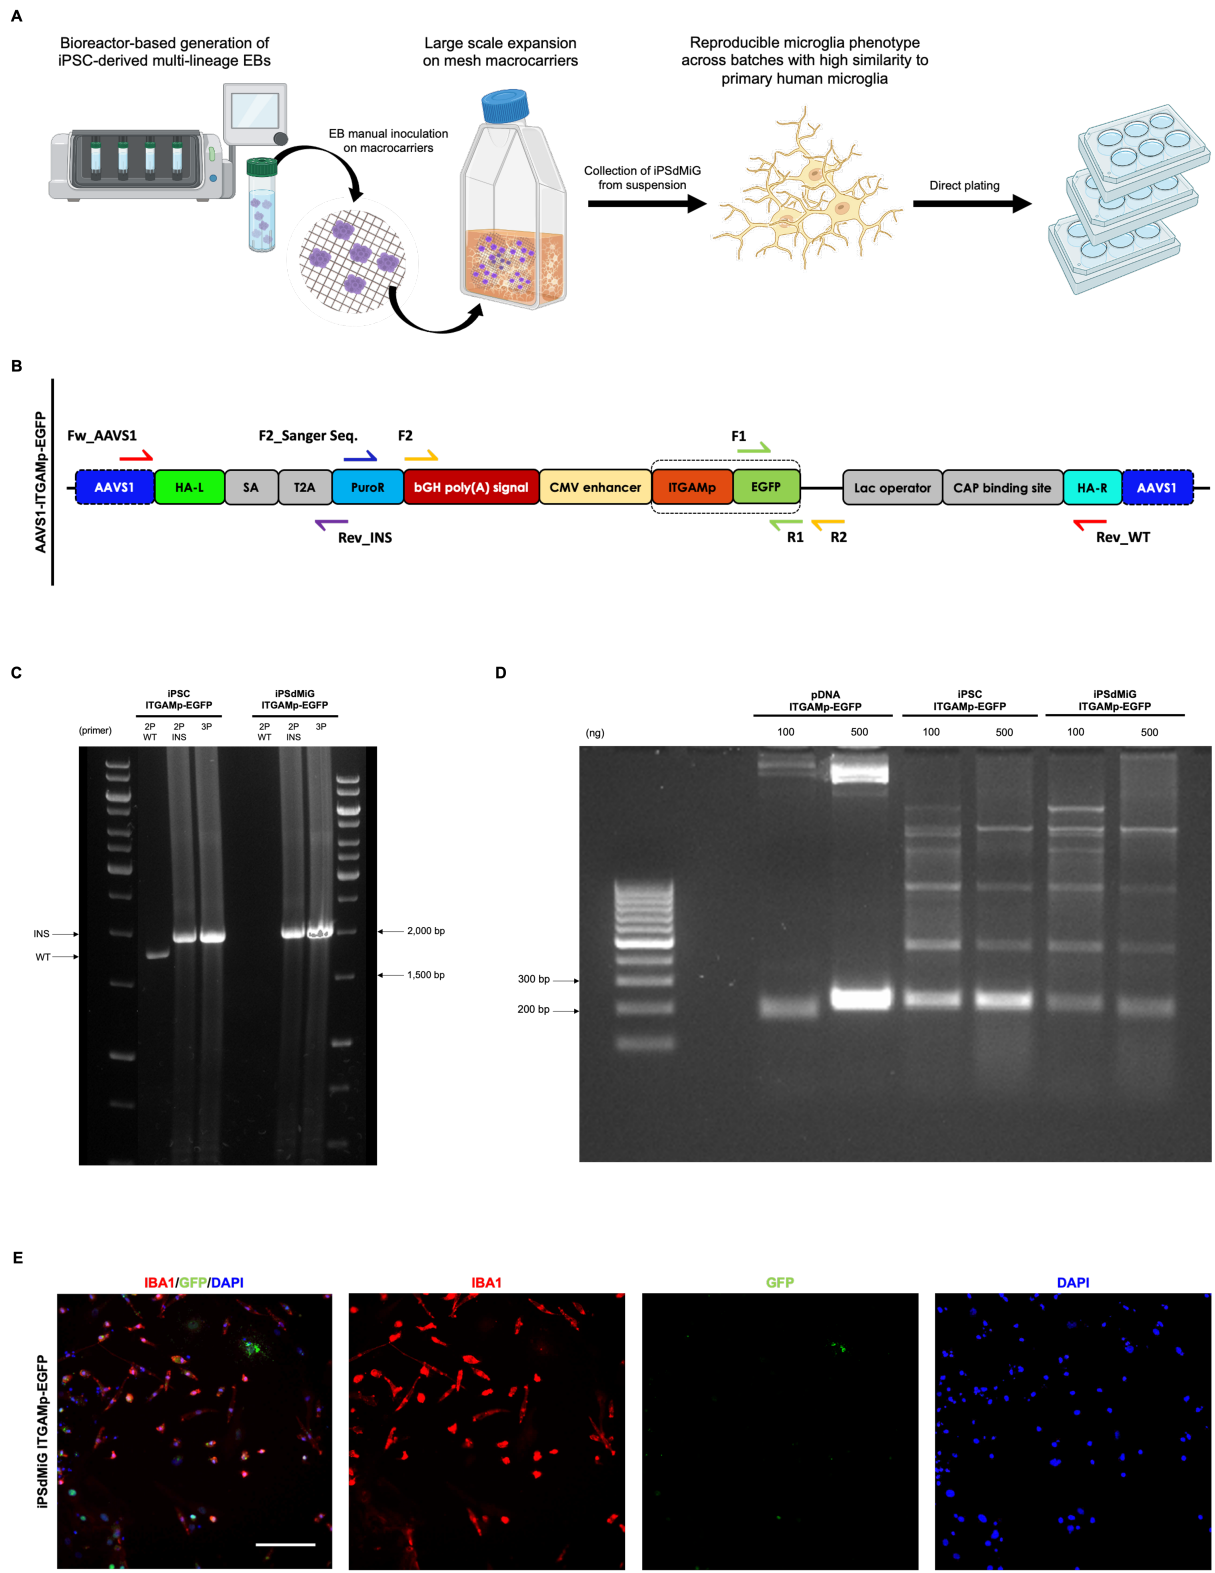 A
Bioreactor-based generation of
iPSC-derived multi-lineage EBs
Large scale expansion
on mesh macrocarriers
Reproducible microglia phenotype
across batches with high similarity to
primary human microglia
EB manual inoculation
on macrocarriers
Collection of iPSdMiG
from suspension
Direct plating
B
AAVS1-ITGAMp-EGFP
Fw_AAVS1
F2_Sanger Seq.
F2
F1
AAVS1
HA-L
SA
T2A
PuroR
bGH poly(A) signal
CMV enhancer
ITGAMp
EGFP
Lac operator
CAP binding site
HA-R
AAVS1
Rev_INS
R1
R2
Rev_WT
C
iPSC
ITGAMp-EGFP
iPSdMiG
ITGAMp-EGFP
(primer)
2P
WT
2P
INS
3P
2P
WT
2P
INS
3P
INS
WT
2,000 bp
1,500 bp
D
pDNA
ITGAMp-EGFP
iPSC
ITGAMp-EGFP
iPSdMiG
ITGAMp-EGFP
(ng)
100
500
100
500
100
500
300 bp
200 bp
E
IBA1/GFP/DAPI
IBA1
GFP
DAPI
iPSdMiG ITGAMp-EGFP